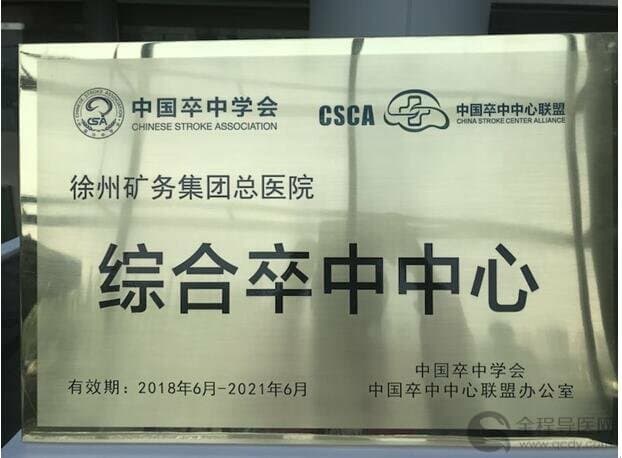 中国卒中学会
CHINESE STROKE ASSOCIATION
CSA
CSCA
中国卒中中心联盟
CHINA STROKE CENTER ALLIANCE
徐州矿务集团总医院
综合卒中中心
有效期：2018年6月-2021年6月
中国卒中学会
中国卒中中心联盟办公室
全程导医网
www.qcdy.com